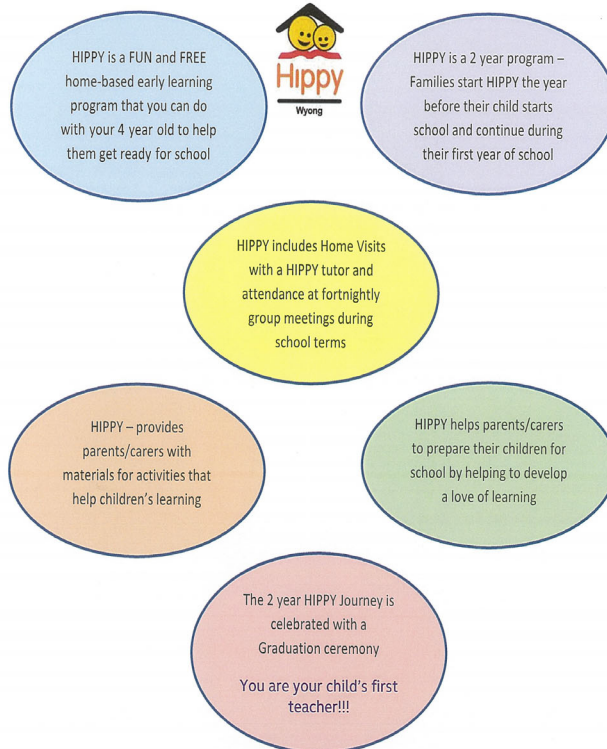 HIPPY is a FUN and FREE
home-based early learning
program that you can do
with your 4 year old to help
them get ready for school
Hippy
Wyong
HIPPY is a 2 year program –
Families start HIPPY the year
before their child starts
school and continue during
their first year of school
HIPPY includes Home Visits
with a HIPPY tutor and
attendance at fortnightly
group meetings during
school terms
HIPPY – provides
parents/carers with
materials for activities that
help children's learning
HIPPY helps parents/carers
to prepare their children for
school by helping to develop
a love of learning
The 2 year HIPPY Journey is
celebrated with a
Graduation ceremony
You are your child's first
teacher!!!